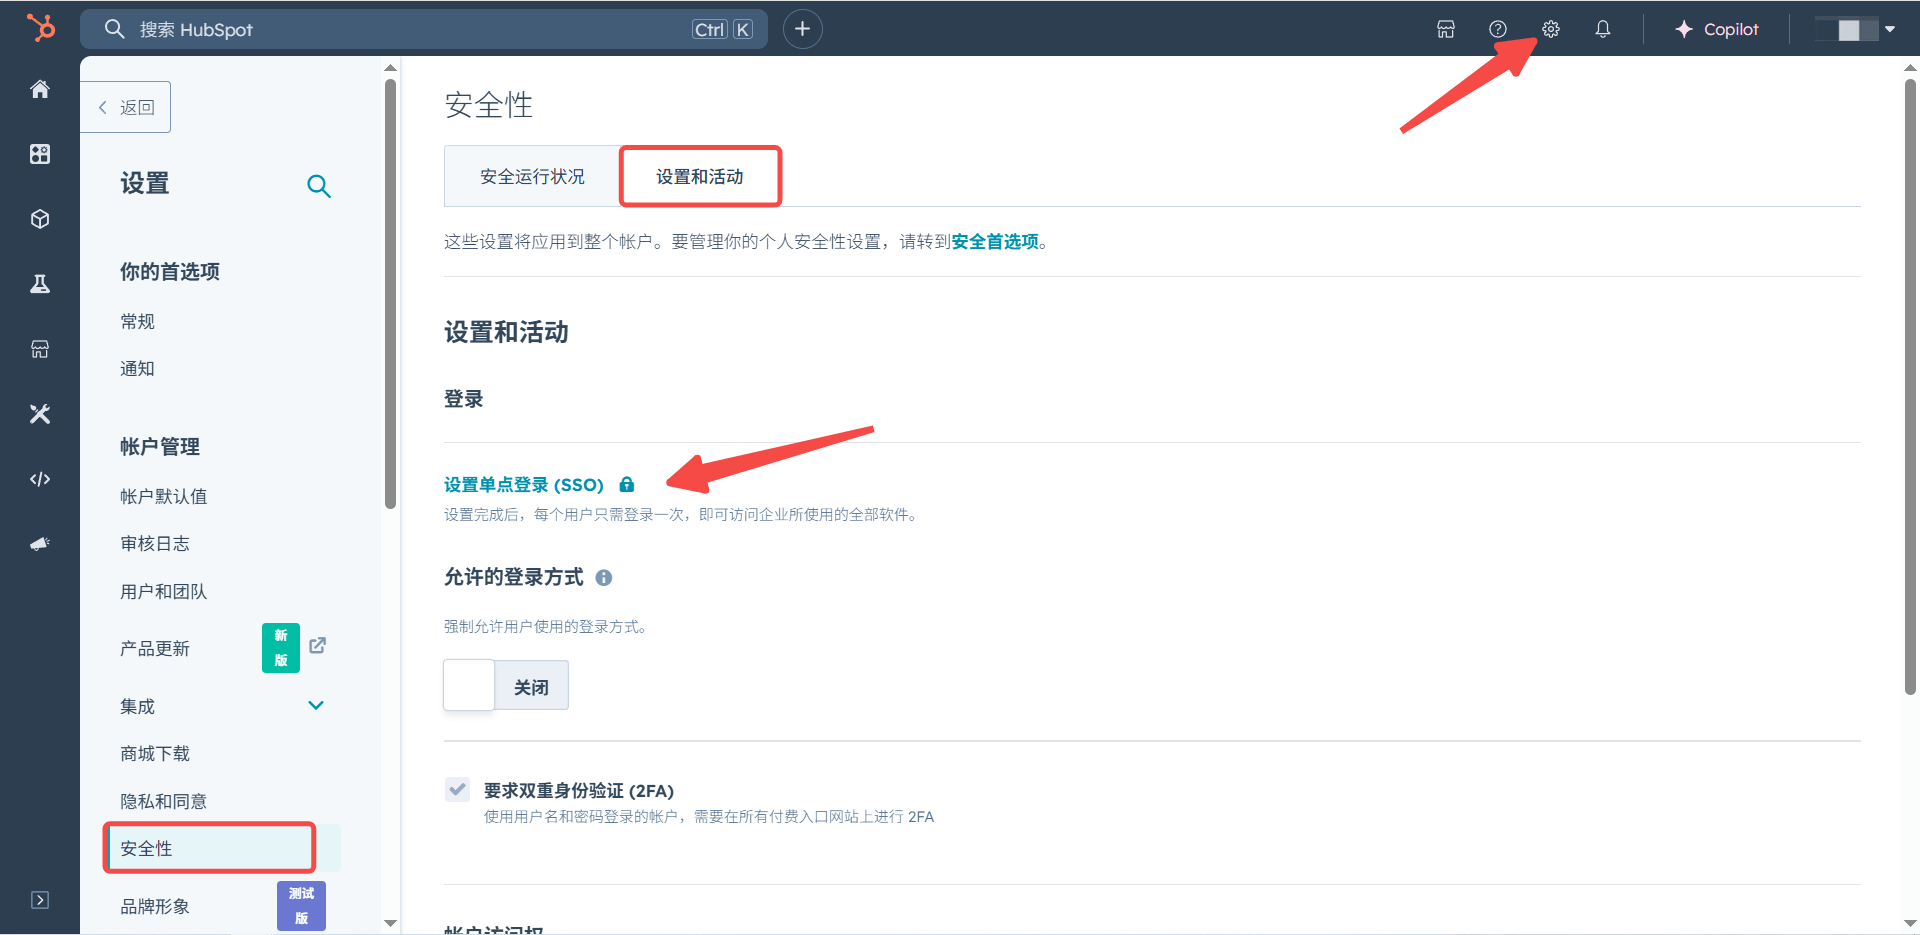 搜索 HubSpot
Ctrl K
Copilot
返回
设置
你的首选项
常规
通知
帐户管理
帐户默认值
审核日志
用户和团队
产品更新
新版
集成
商城下载
隐私和同意
安全性
品牌形象
测试版
安全性
安全运行状况
设置和活动
这些设置将应用到整个帐户。要管理你的个人安全性设置，请转到安全首选项。
设置和活动
登录
设置单点登录 (SSO)
设置完成后，每个用户只需登录一次，即可访问企业所使用的全部软件。
允许的登录方式
强制允许用户使用的登录方式。
关闭
要求双重身份验证 (2FA)
使用用户名和密码登录的帐户，需要在所有付费入口网站上进行 2FA
帐户访问权